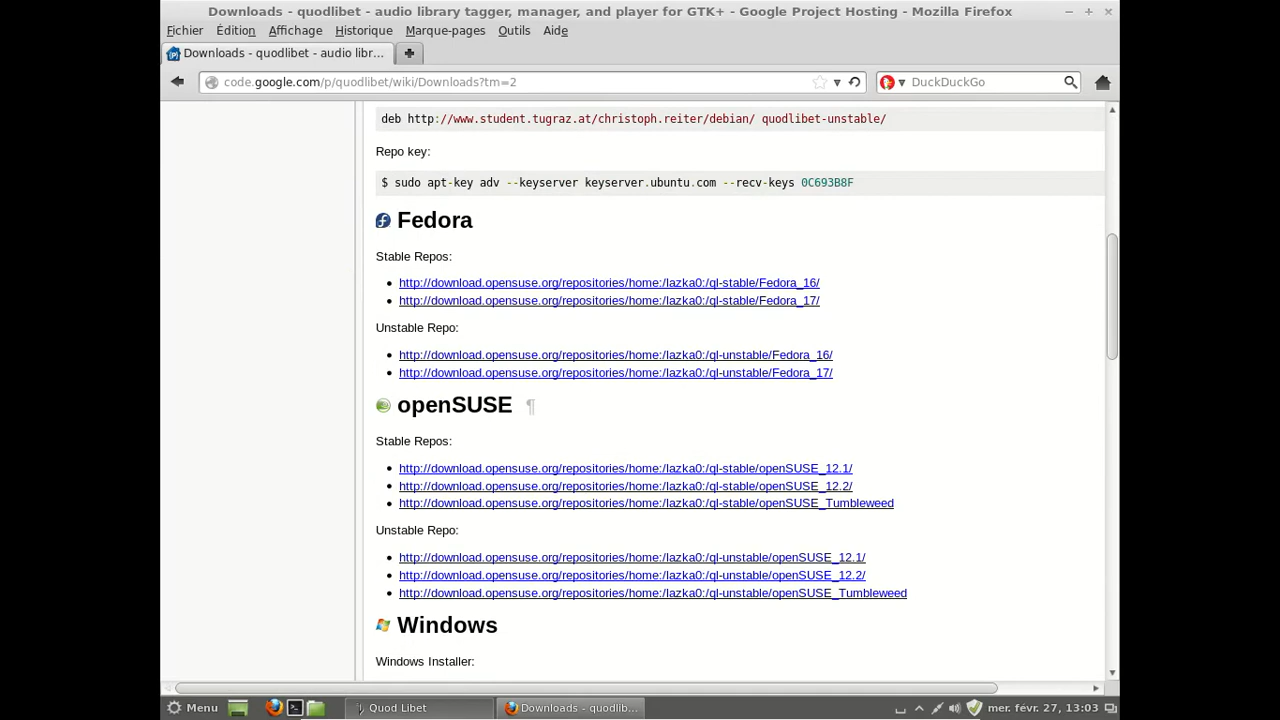 Downloads - quodlibet - audio library tagger, manager, and player for GTK+ - Google Project Hosting - Mozilla Firefox
Fichier Édition Affichage Historique Marque-pages Outils Aide
Downloads - quodlibet - audio libr...
code.google.com/p/quodlibet/wiki/Downloads?tm=2 DuckDuckGo
deb http://www.student.tugraz.at/christoph.reiter/debian/ quodlibet-unstable/
Repo key:
$ sudo apt-key adv --keyserver keyserver.ubuntu.com --recv-keys 0C693B8F
Fedora
Stable Repos:
http://download.opensuse.org/repositories/home:/lazka0:/ql-stable/Fedora_16/
http://download.opensuse.org/repositories/home:/lazka0:/ql-stable/Fedora_17/
Unstable Repo:
http://download.opensuse.org/repositories/home:/lazka0:/ql-unstable/Fedora_16/
http://download.opensuse.org/repositories/home:/lazka0:/ql-unstable/Fedora_17/
openSUSE ¶
Stable Repos:
http://download.opensuse.org/repositories/home:/lazka0:/ql-stable/openSUSE_12.1/
http://download.opensuse.org/repositories/home:/lazka0:/ql-stable/openSUSE_12.2/
http://download.opensuse.org/repositories/home:/lazka0:/ql-stable/openSUSE_Tumbleweed
Unstable Repo:
http://download.opensuse.org/repositories/home:/lazka0:/ql-unstable/openSUSE_12.1/
http://download.opensuse.org/repositories/home:/lazka0:/ql-unstable/openSUSE_12.2/
http://download.opensuse.org/repositories/home:/lazka0:/ql-unstable/openSUSE_Tumbleweed
Windows
Windows Installer:
Menu Quod Libet Downloads - quodlib... mer. févr. 27, 13:03